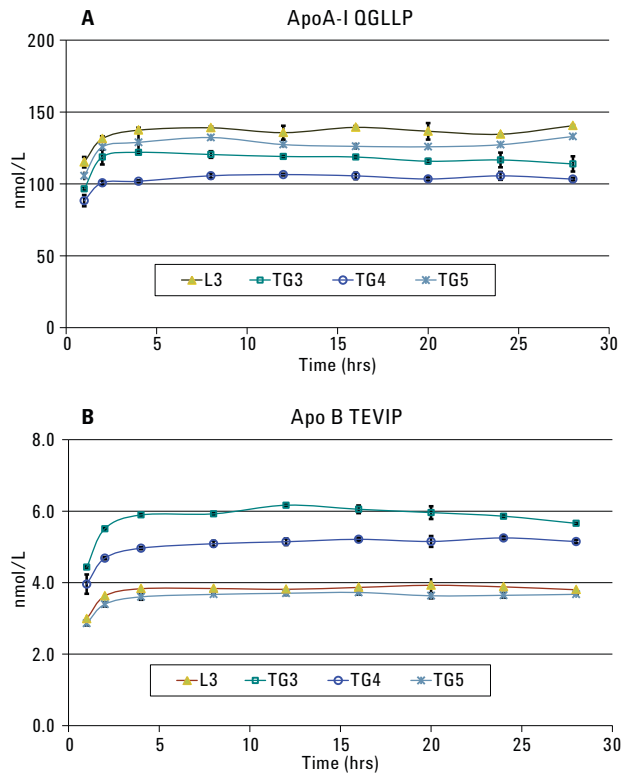 A ApoA-I QGLLP
200
150
100
50
0
nmol/L
L3 TG3 TG4 TG5
0 5 10 15 20 25 30
Time (hrs)
B Apo B TEVIP
8.0
6.0
4.0
2.0
0.0
nmol/L
L3 TG3 TG4 TG5
0 5 10 15 20 25 30
Time (hrs)